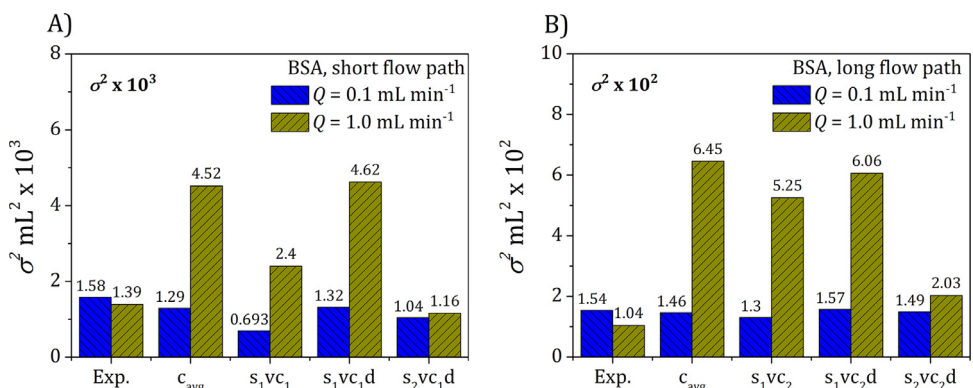 A)
σ² x 10³
BSA, short flow path
Q = 0.1 mL min⁻¹
Q = 1.0 mL min⁻¹
σ² mL² x 10³
8
6
4
2
0
1.58
1.39
1.29
4.52
0.693
2.4
1.32
4.62
1.04
1.16
Exp.
c_avg
s₁vc₁
s₁vc₁d
s₂vc₁d
B)
σ² x 10²
BSA, long flow path
Q = 0.1 mL min⁻¹
Q = 1.0 mL min⁻¹
σ² mL² x 10²
10
8
6
4
2
0
1.54
1.04
1.46
6.45
1.3
5.25
1.57
6.06
1.49
2.03
Exp.
c_avg
s₁vc₂
s₁vc₂d
s₂vc₂d